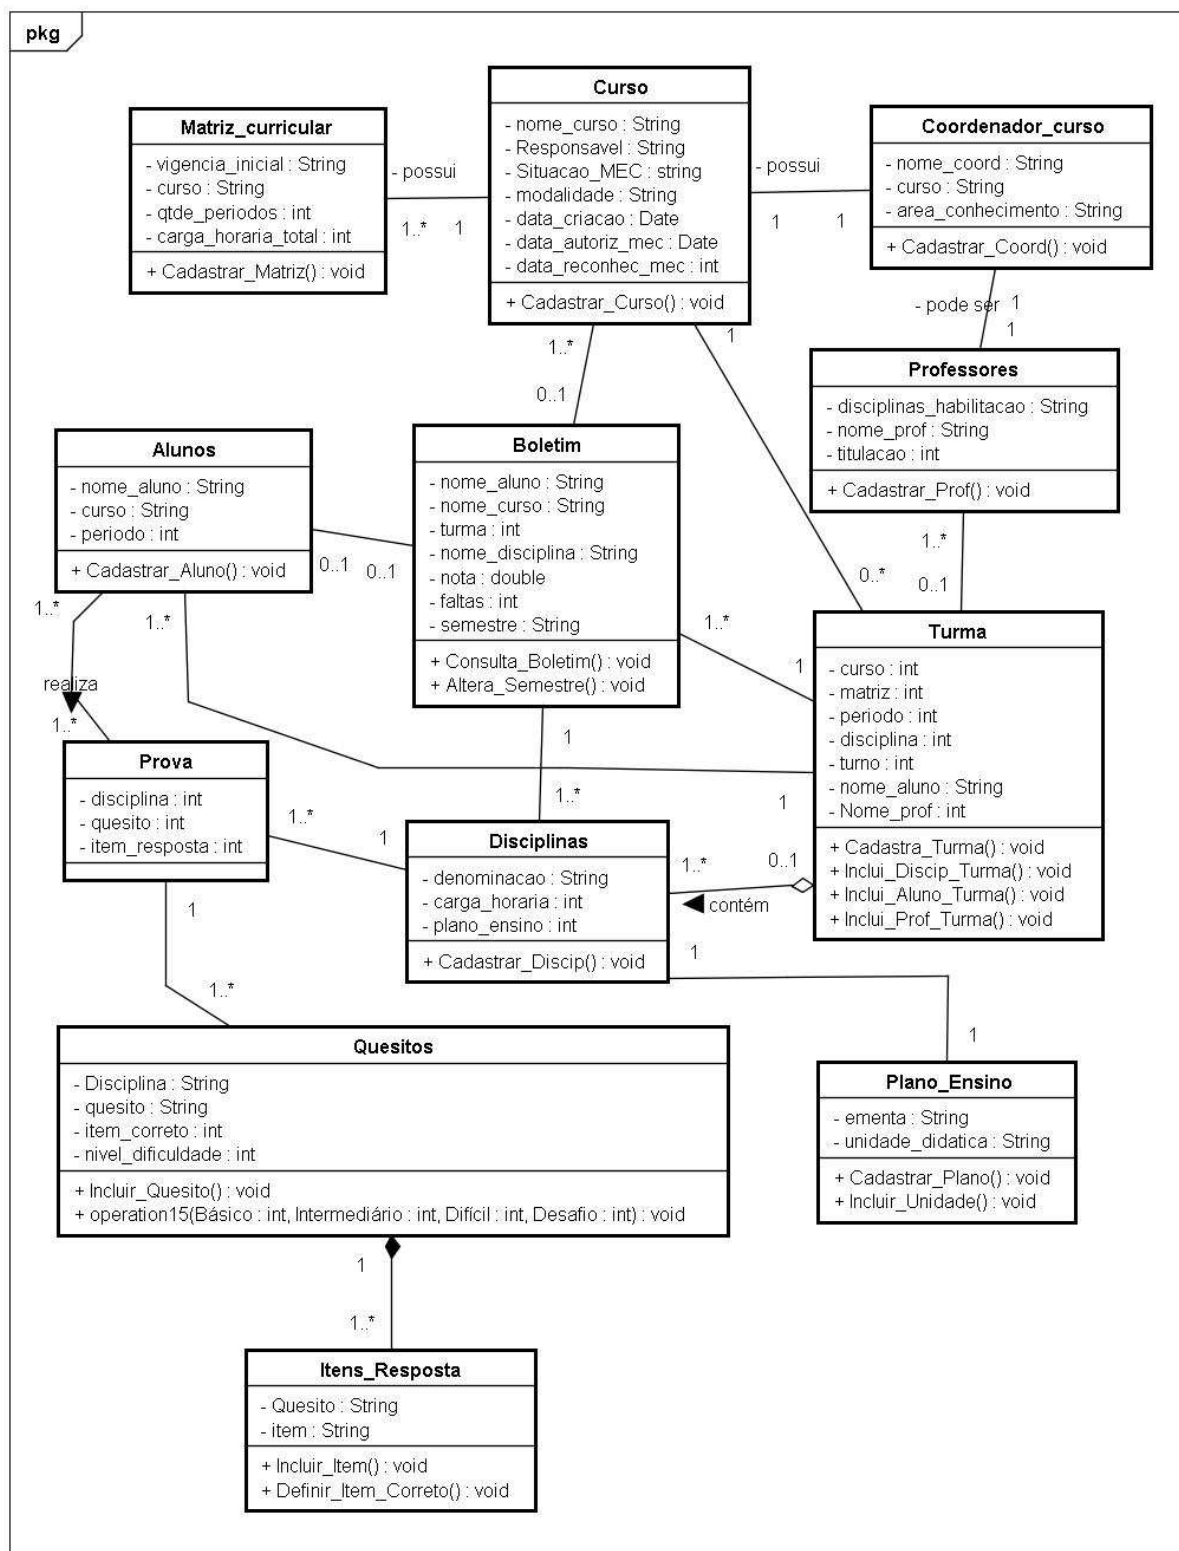 pkg
Curso
- nome_curso : String
- Responsavel : String
- Situacao_MEC : string
- modalidade : String
- data_criacao : Date
- data_autoriz_mec : Date
- data_reconhec_mec : int
+ Cadastrar_Curso() : void
Matriz_curricular
- vigencia_inicial : String
- curso : String
- qtde_periodos : int
- carga_horaria_total : int
+ Cadastrar_Matriz() : void
- possui
1..*
1
Coordenador_curso
- nome_coord : String
- curso : String
- area_conhecimento : String
+ Cadastrar_Coord() : void
- possui
1
1
- pode ser
1
1
1..*
0..1
1
0..*
Professores
- disciplinas_habilitacao : String
- nome_prof : String
- titulacao : int
+ Cadastrar_Prof() : void
1..*
0..1
Alunos
- nome_aluno : String
- curso : String
- periodo : int
+ Cadastrar_Aluno() : void
0..1
0..1
1..*
1..*
realiza
1..*
Boletim
- nome_aluno : String
- nome_curso : String
- turma : int
- nome_disciplina : String
- nota : double
- faltas : int
- semestre : String
+ Consulta_Boletim() : void
+ Altera_Semestre() : void
1..*
1
1
1..*
Turma
- curso : int
- matriz : int
- periodo : int
- disciplina : int
- turno : int
- nome_aluno : String
- Nome_prof : int
+ Cadastra_Turma() : void
+ Inclui_Discip_Turma() : void
+ Inclui_Aluno_Turma() : void
+ Inclui_Prof_Turma() : void
1
0..1
1..*
contém
Prova
- disciplina : int
- quesito : int
- item_resposta : int
1..*
1
1
1..*
Disciplinas
- denominacao : String
- carga_horaria : int
- plano_ensino : int
+ Cadastrar_Discip() : void
1
1
Quesitos
- Disciplina : String
- quesito : String
- item_correto : int
- nivel_dificuldade : int
+ Incluir_Quesito() : void
+ operation15(Básico : int, Intermediário : int, Difícil : int, Desafio : int) : void
Plano_Ensino
- ementa : String
- unidade_didatica : String
+ Cadastrar_Plano() : void
+ Incluir_Unidade() : void
1
1..*
Itens_Resposta
- Quesito : String
- item : String
+ Incluir_Item() : void
+ Definir_Item_Correto() : void